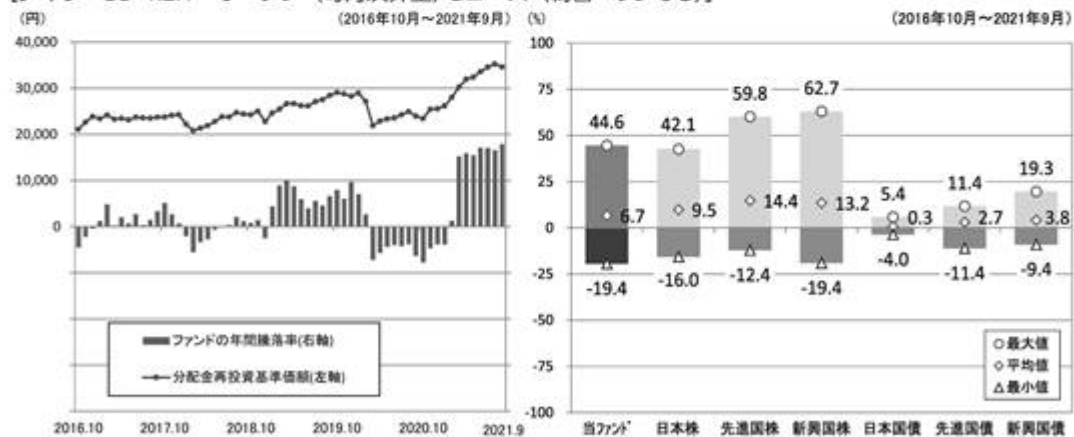 (円)
(2016年10月～2021年9月)
40,000
30,000
20,000
10,000
0
ファンドの年間騰落率(右軸)
分配金再投資基準価額(左軸)
2016.10 2017.10 2018.10 2019.10 2020.10 2021.9
(%)
(2016年10月～2021年9月)
100
75
50
25
0
-25
-50
-75
-100
44.6 42.1 59.8 62.7 5.4 11.4 19.3
6.7 9.5 14.4 13.2 0.3 2.7 3.8
-19.4 -16.0 -12.4 -19.4 -4.0 -11.4 -9.4
最大値
平均値
最小値
当ファンド 日本株 先進国株 新興国株 日本国債 先進国債 新興国債